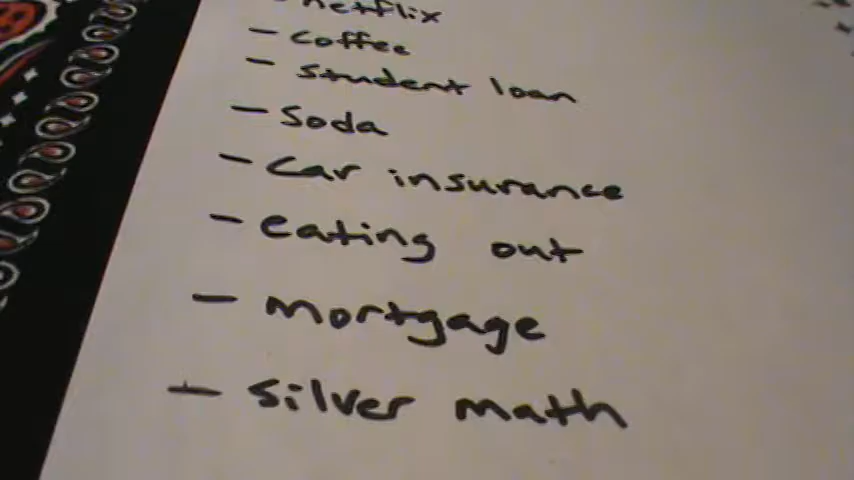 - netflix
- Coffee
- Student loan
- Soda
- Car insurance
- eating out
- mortgage
- Silver math